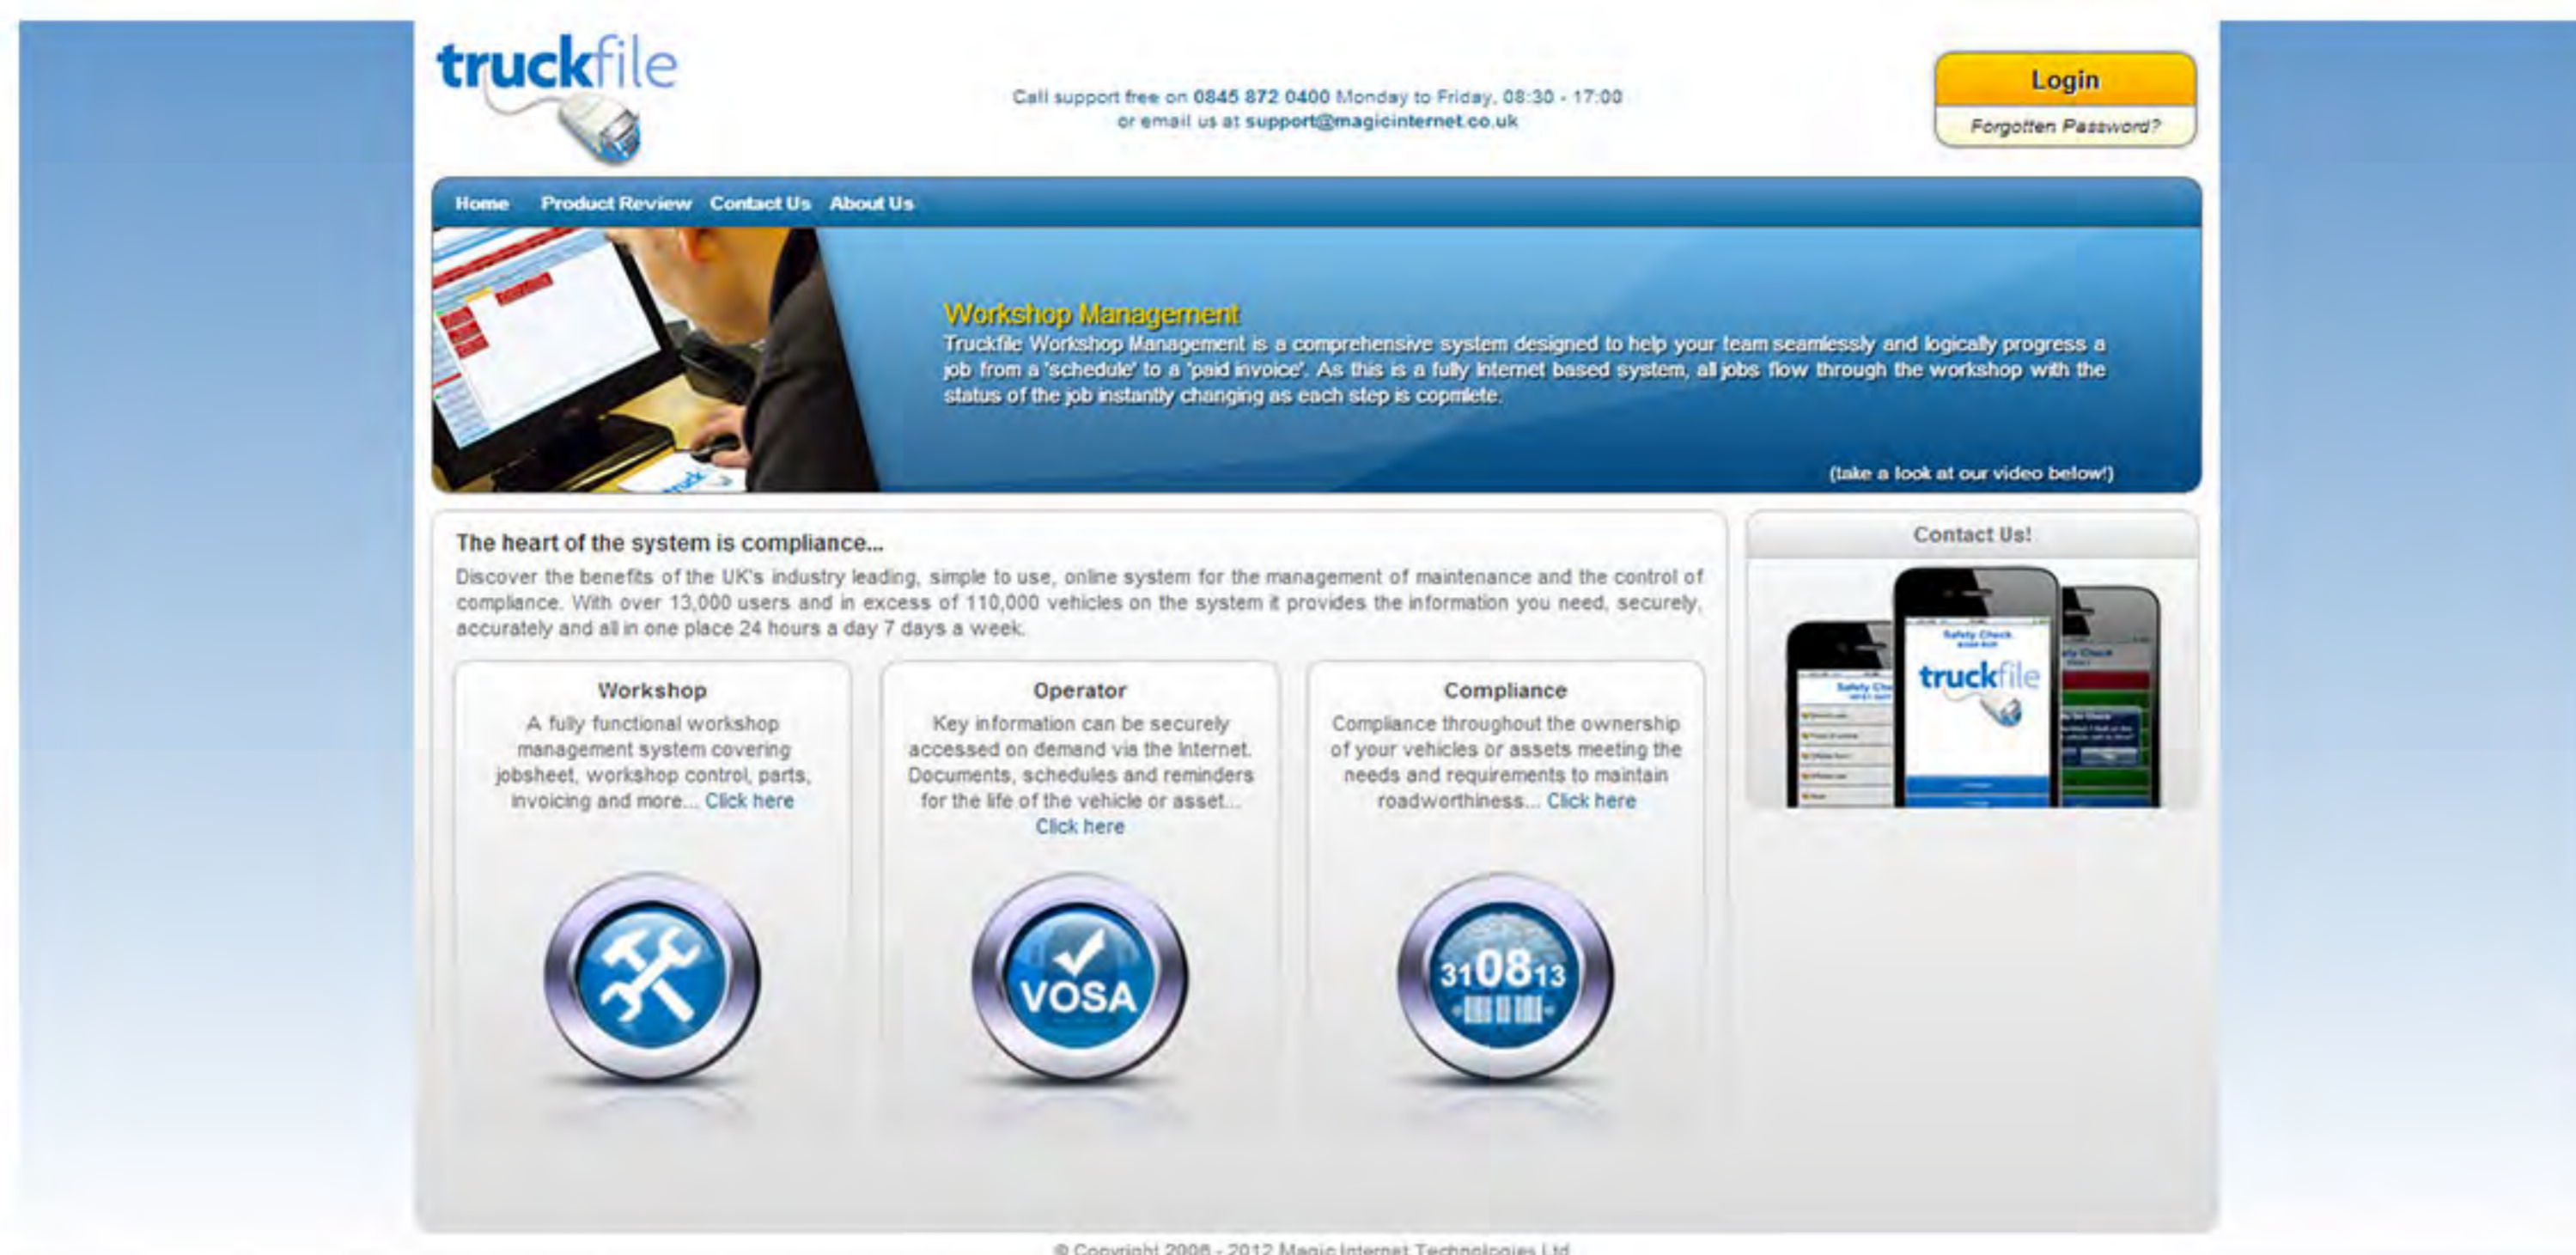 truckfile
Call support free on 0845 872 0400 Monday to Friday, 08:30 - 17:00
or email us at support@magicinternet.co.uk
Login
Forgotten Password?
Home Product Review Contact Us About Us
Workshop Management
Truckfile Workshop Management is a comprehensive system designed to help your team seamlessly and logically progress a
job from a 'schedule' to a 'paid invoice'. As this is a fully Internet based system, all jobs flow through the workshop with the
status of the job instantly changing as each step is copmlete.
(take a look at our video below!)
The heart of the system is compliance...
Discover the benefits of the UK's industry leading, simple to use, online system for the management of maintenance and the control of
compliance. With over 13,000 users and in excess of 110,000 vehicles on the system it provides the information you need, securely,
accurately and all in one place 24 hours a day 7 days a week.
Workshop
A fully functional workshop
management system covering
jobsheet, workshop control, parts,
invoicing and more... Click here
Operator
Key information can be securely
accessed on demand via the Internet.
Documents, schedules and reminders
for the life of the vehicle or asset...
Click here
VOSA
Compliance
Compliance throughout the ownership
of your vehicles or assets meeting the
needs and requirements to maintain
roadworthiness... Click here
310813
Contact Us!
Safety Check
truckfile
© Copyright 2006 - 2012 Magic Internet Technologies Ltd